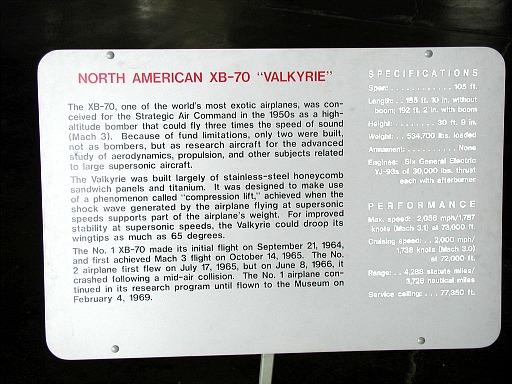 NORTH AMERICAN XB-70 "VALKYRIE"
The XB-70, one of the world's most exotic airplanes, was con-
ceived for the Strategic Air Command in the 1950s as a high-
altitude bomber that could fly three times the speed of sound
(Mach 3). Because of fund limitations, only two were built,
not as bombers, but as research aircraft for the advanced
study of aerodynamics, propulsion, and other subjects related
to large supersonic aircraft.
The Valkyrie was built largely of stainless-steel honeycomb
sandwich panels and titanium. It was designed to make use
of a phenomenon called "compression lift," achieved when the
shock wave generated by the airplane flying at supersonic
speeds supports part of the airplane's weight. For improved
stability at supersonic speeds, the Valkyrie could droop its
wingtips as much as 65 degrees.
The No. 1 XB-70 made its initial flight on September 21, 1964,
and first achieved Mach 3 flight on October 14, 1965. The No.
2 airplane first flew on July 17, 1965, but on June 8, 1966, it
crashed following a mid-air collision. The No. 1 airplane con-
tinued in its research program until flown to the Museum on
February 4, 1969.
SPECIFICATIONS
Span: . . . . . . . . . . . . 105 ft.
Length: . . 185 ft. 10 in. without
boom; 192 ft. 2 in. with boom
Height: . . . . . . . . 30 ft. 9 in.
Weight: . . 534,700 lbs. loaded
Armament: . . . . . . . . . . None
Engines: Six General Electric
YJ-93s of 30,000 lbs. thrust
each with afterburner
PERFORMANCE
Max. speed: 2,056 mph/1,787
knots (Mach 3.1) at 73,000 ft.
Cruising speed: . . 2,000 mph/
1,738 knots (Mach 3.0)
at 72,000 ft.
Range: . . 4,288 statute miles/
3,726 nautical miles
Service ceiling: . . . 77,350 ft.